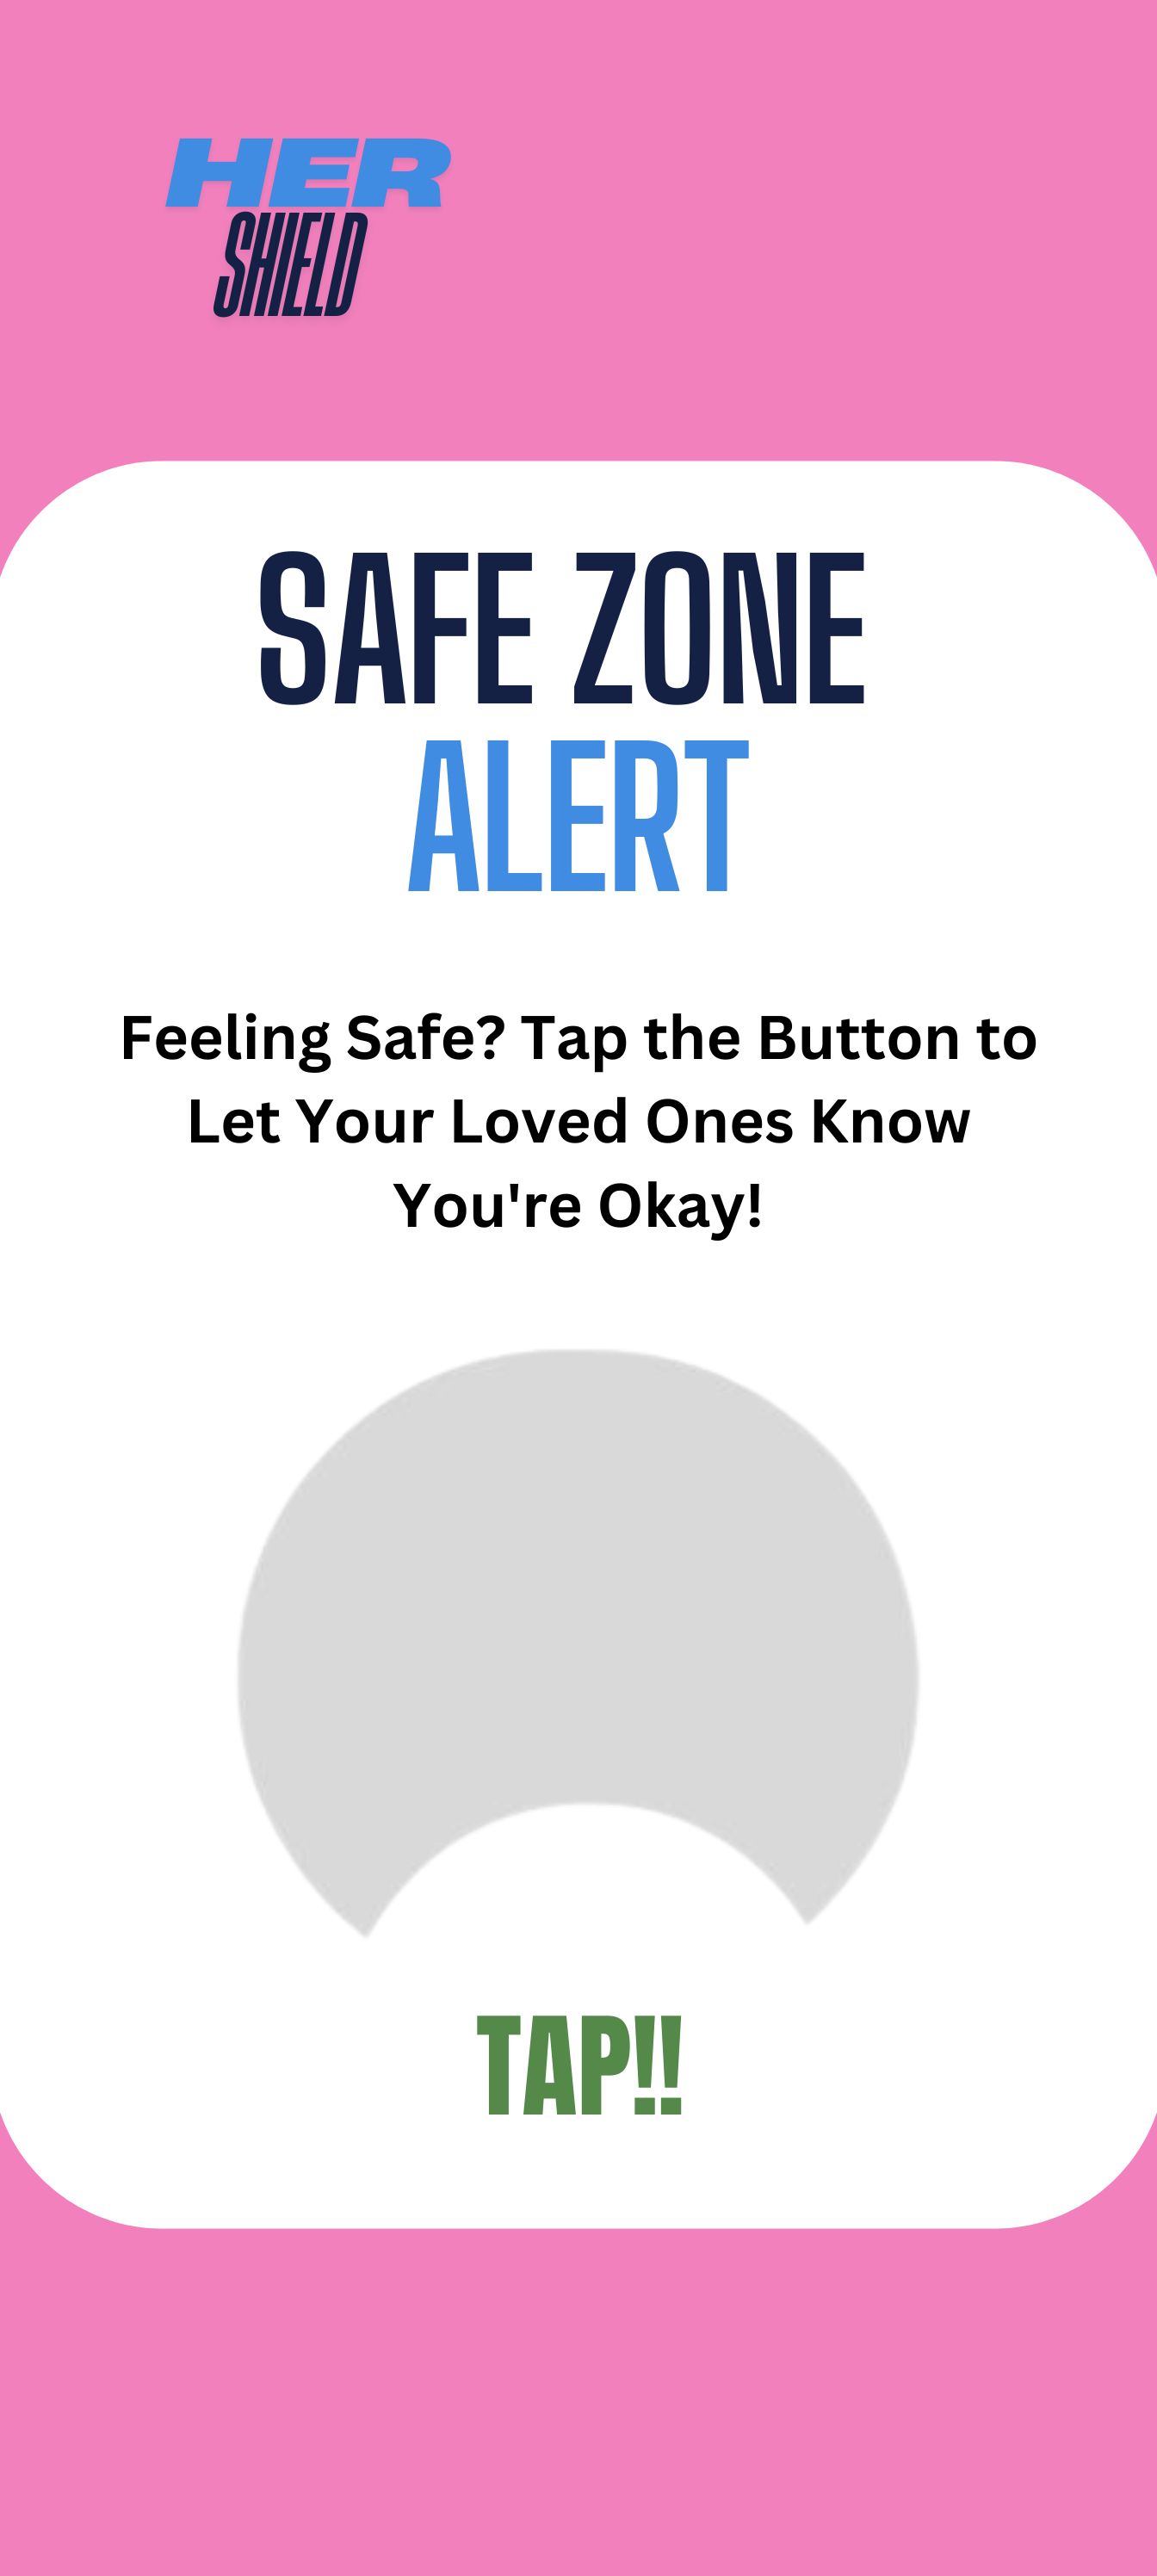 HER
SHIELD
SAFE ZONE
ALERT
Feeling Safe? Tap the Button to
Let Your Loved Ones Know
You're Okay!
TAP!!